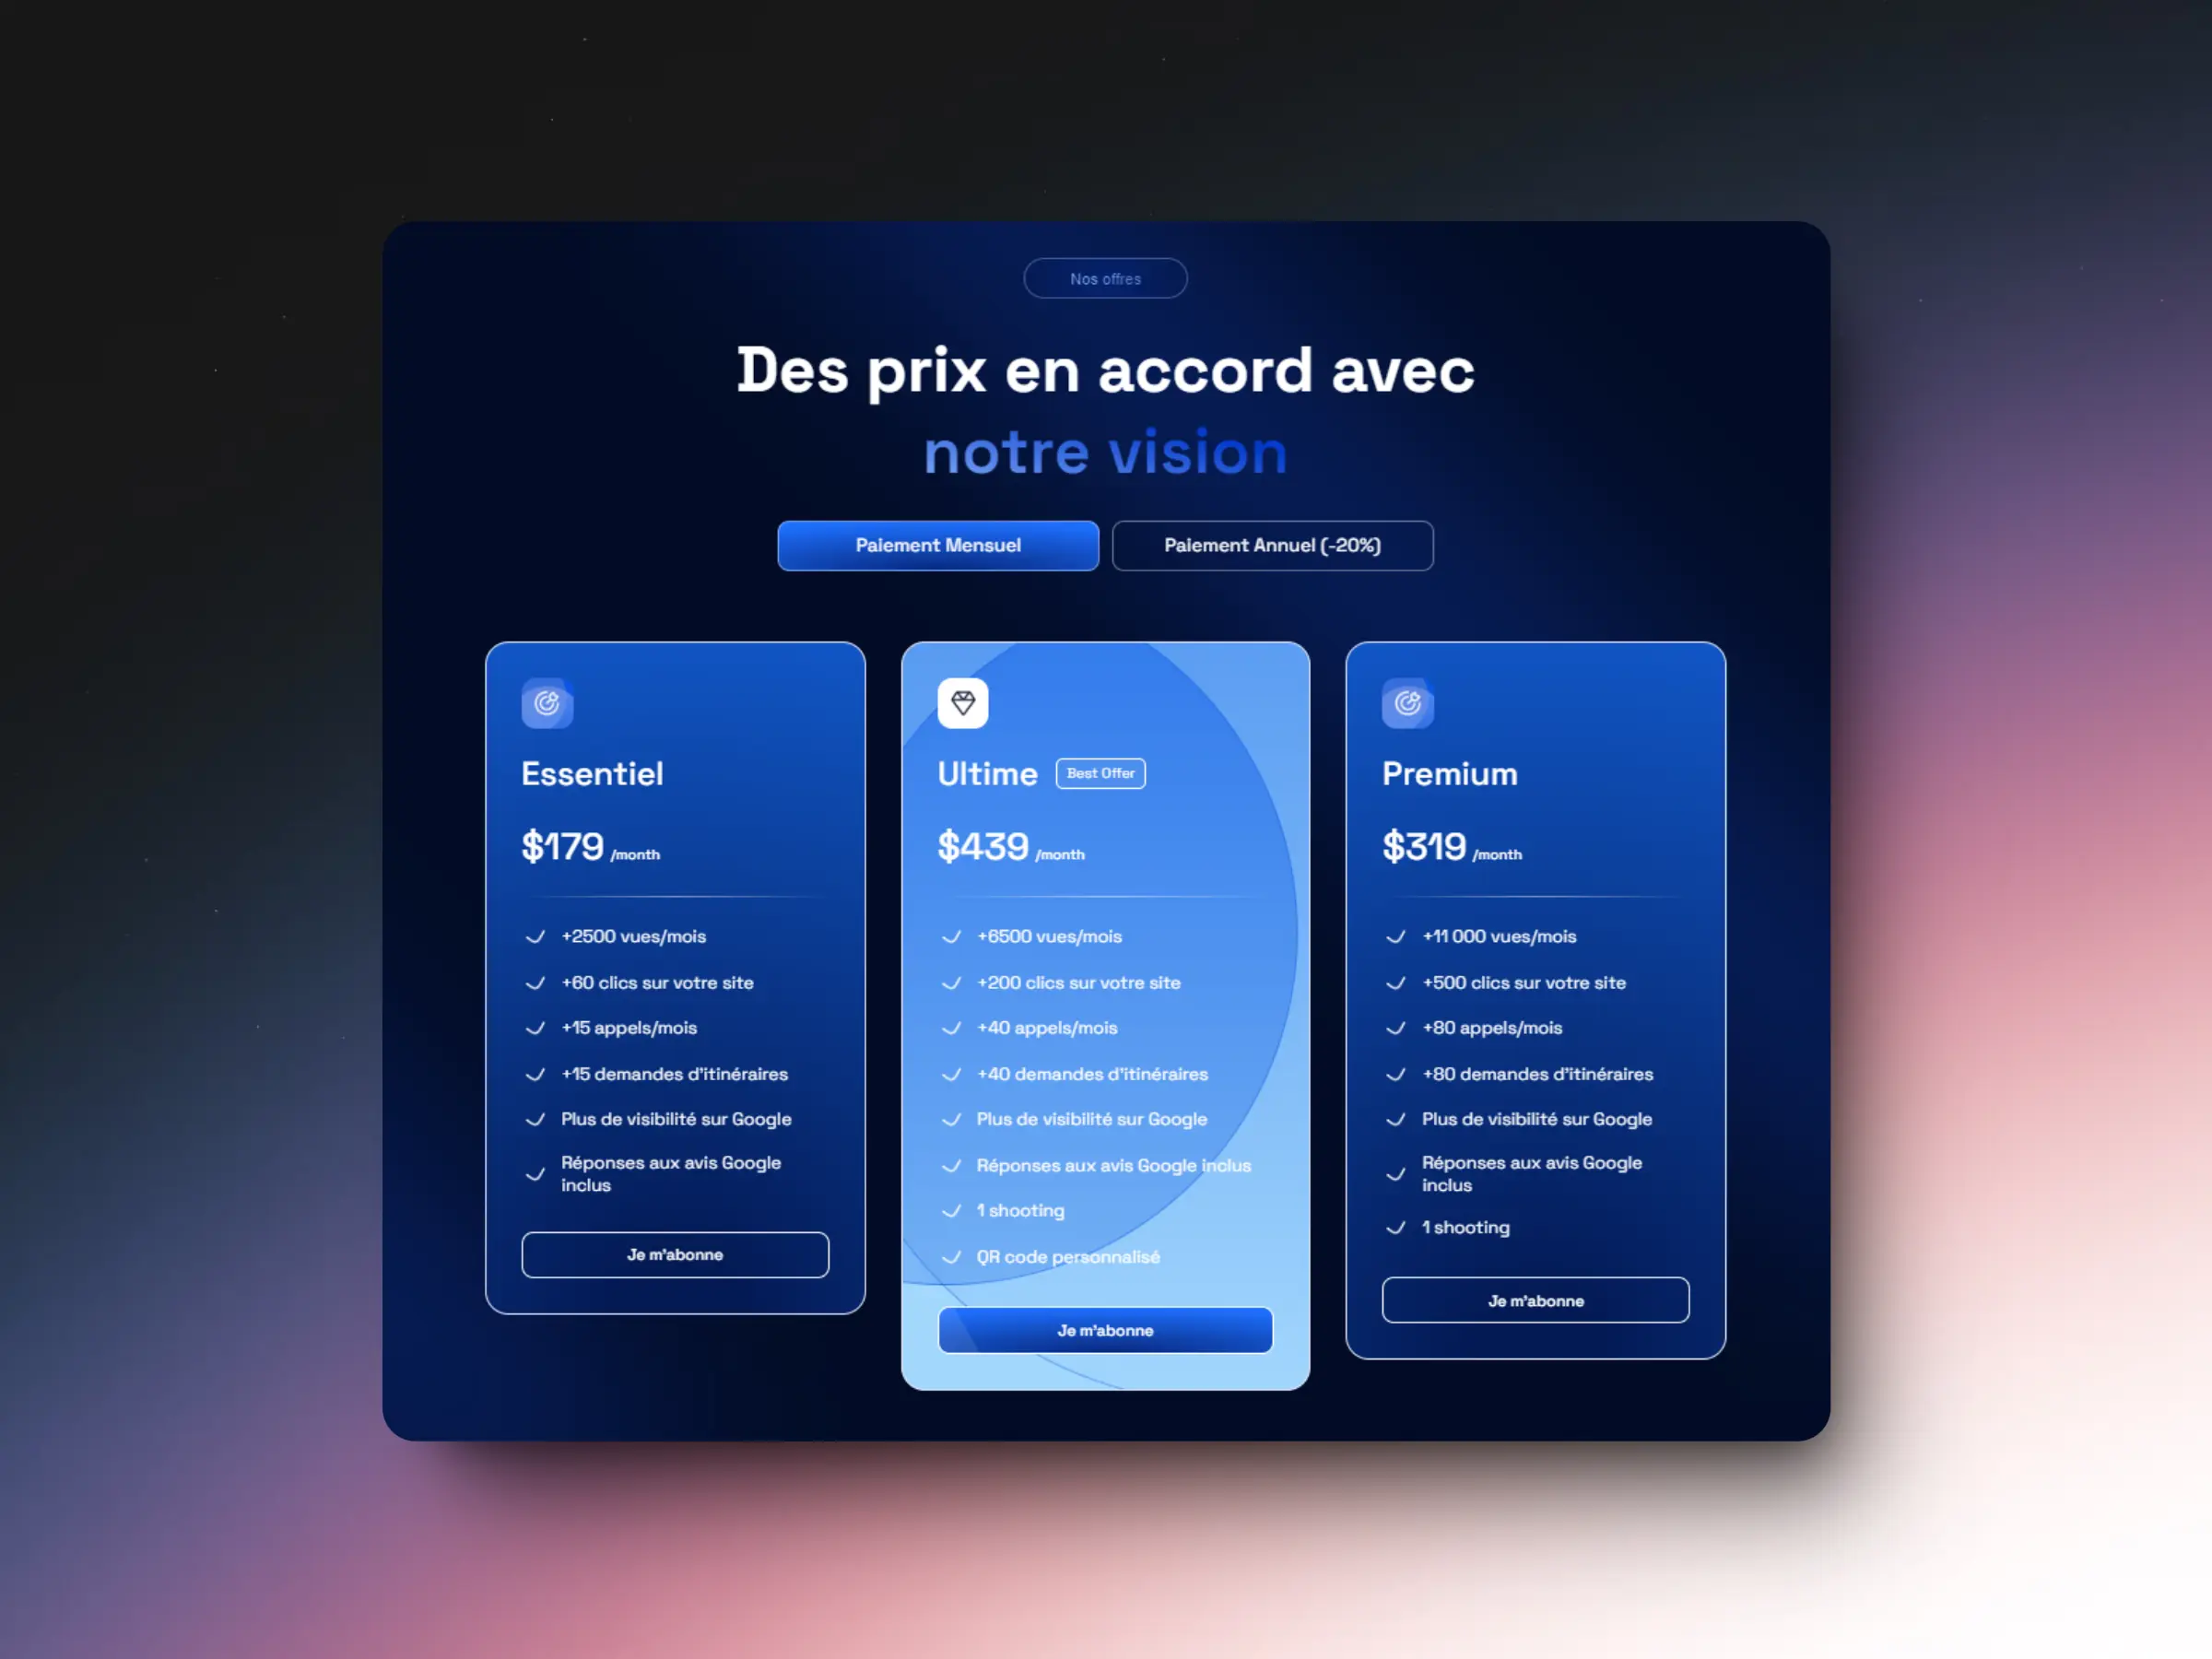 Nos offres
Des prix en accord avec
notre vision
Paiement Mensuel
Paiement Annuel (-20%)
Essentiel
$179 /month
+2500 vues/mois
+60 clics sur votre site
+15 appels/mois
+15 demandes d'itinéraires
Plus de visibilité sur Google
Réponses aux avis Google
inclus
Je m'abonne
Ultime
Best Offer
$439 /month
+6500 vues/mois
+200 clics sur votre site
+40 appels/mois
+40 demandes d'itinéraires
Plus de visibilité sur Google
Réponses aux avis Google inclus
1 shooting
QR code personnalisé
Je m'abonne
Premium
$319 /month
+11 000 vues/mois
+500 clics sur votre site
+80 appels/mois
+80 demandes d'itinéraires
Plus de visibilité sur Google
Réponses aux avis Google
inclus
1 shooting
Je m'abonne